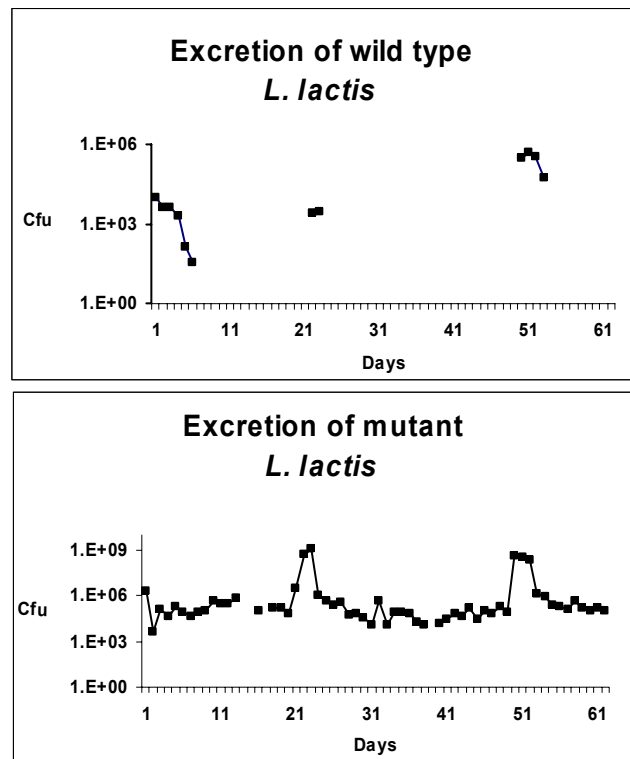 Excretion of wild type
L. lactis
1.E+06
1.E+03
1.E+00
Cfu
1 11 21 31 41 51 61
Days
Excretion of mutant
L. lactis
1.E+09
1.E+06
1.E+03
1.E+00
Cfu
1 11 21 31 41 51 61
Days